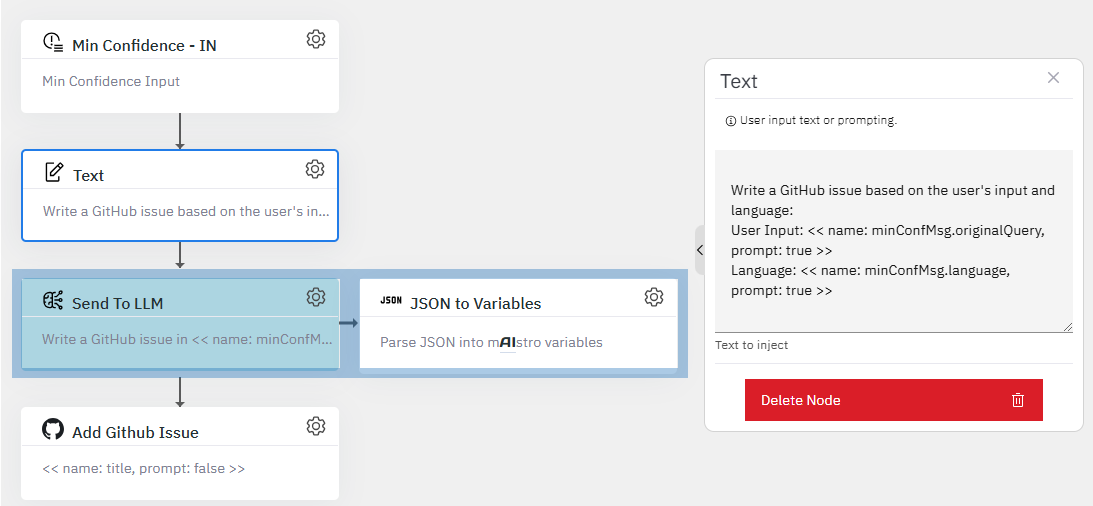 Min Confidence - IN
Min Confidence Input
Text
Write a GitHub issue based on the user's in...
Send To LLM
Write a GitHub issue in << name: minConfM...
JSON JSON to Variables
Parse JSON into mAIstro variables
Add Github Issue
<< name: title, prompt: false >>
Text
User input text or prompting.
Write a GitHub issue based on the user's input and
language:
User Input: << name: minConfMsg.originalQuery,
prompt: true >>
Language: << name: minConfMsg.language,
prompt: true >>
Text to inject
Delete Node